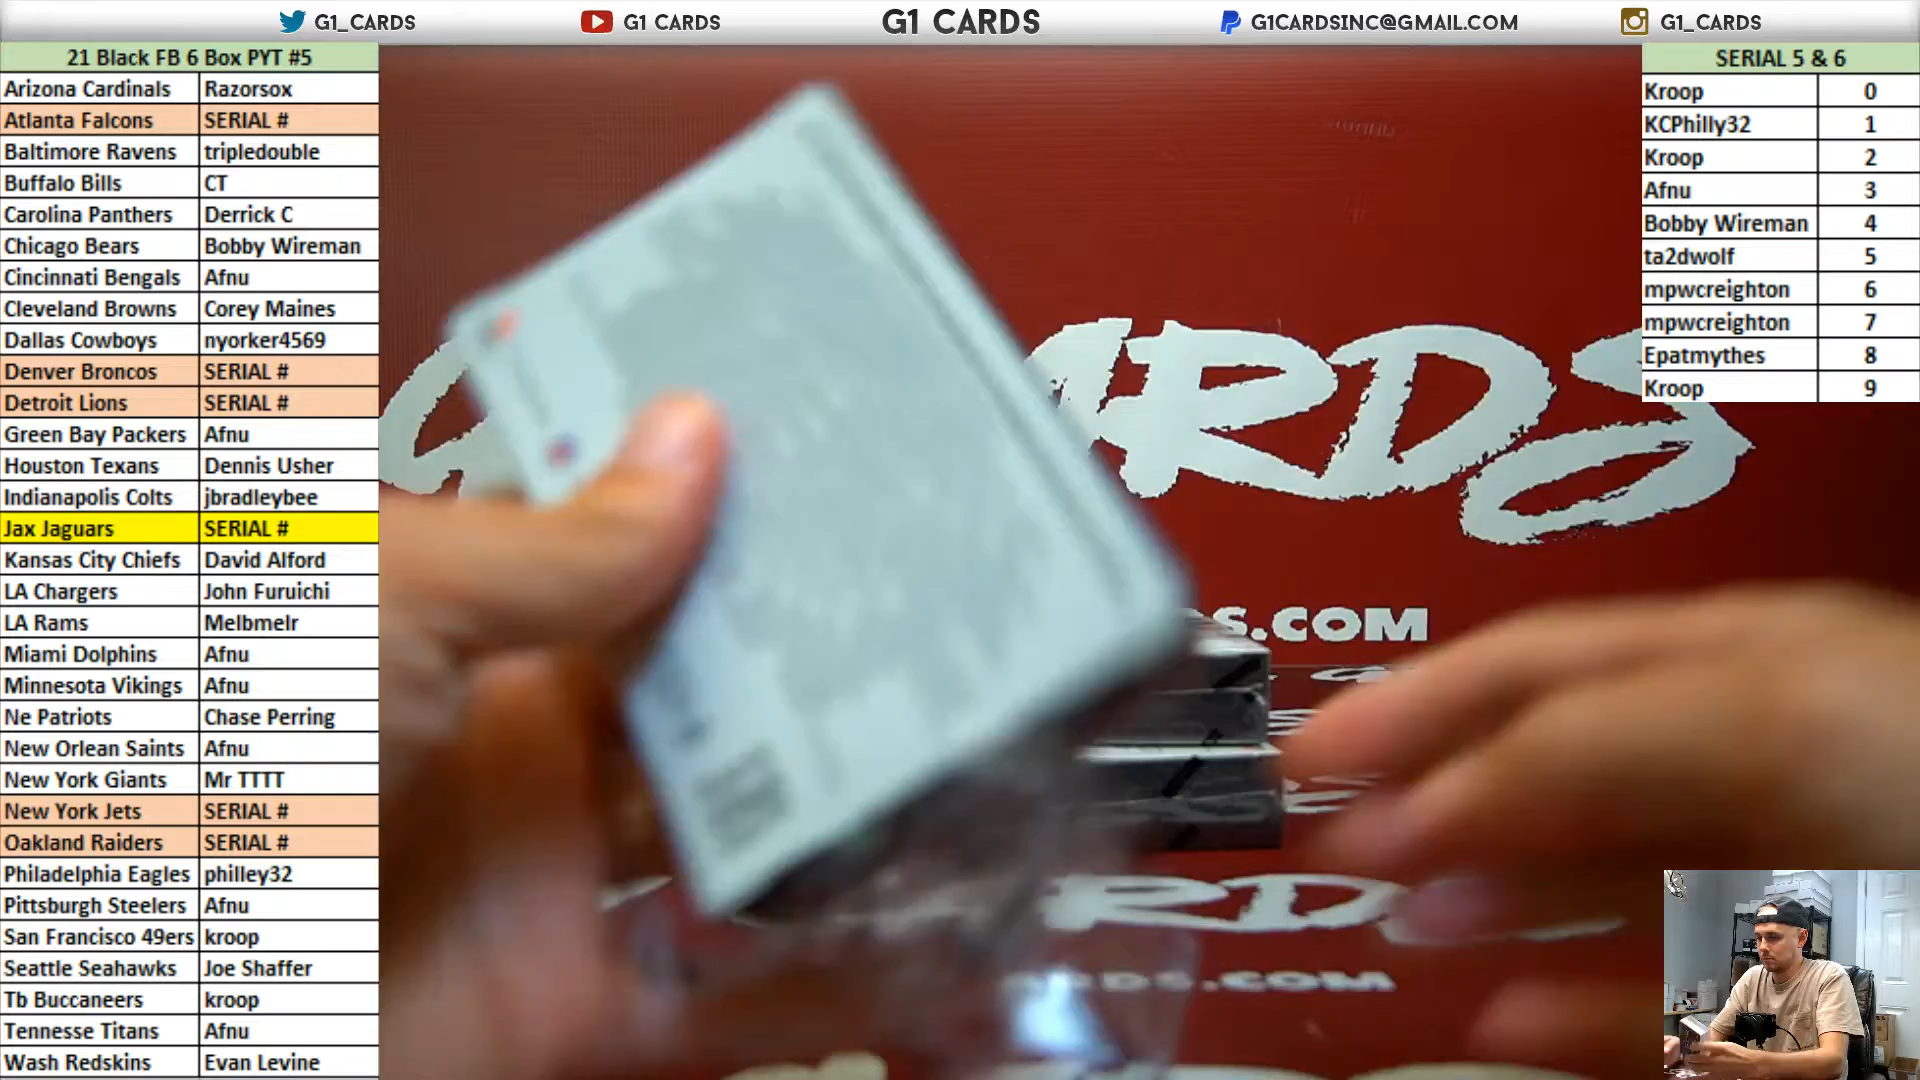 G1_CARDS G1 CARDS G1 CARDS G1CARDSINC@GMAIL.COM G1_CARDS
21 Black FB 6 Box PYT #5
Arizona Cardinals Razorsox
Atlanta Falcons SERIAL #
Baltimore Ravens tripledouble
Buffalo Bills CT
Carolina Panthers Derrick C
Chicago Bears Bobby Wireman
Cincinnati Bengals Afnu
Cleveland Browns Corey Maines
Dallas Cowboys nyorker4569
Denver Broncos SERIAL #
Detroit Lions SERIAL #
Green Bay Packers Afnu
Houston Texans Dennis Usher
Indianapolis Colts jbradleybee
Jax Jaguars SERIAL #
Kansas City Chiefs David Alford
LA Chargers John Furuichi
LA Rams Melbmelr
Miami Dolphins Afnu
Minnesota Vikings Afnu
Ne Patriots Chase Perring
New Orlean Saints Afnu
New York Giants Mr TTTT
New York Jets SERIAL #
Oakland Raiders SERIAL #
Philadelphia Eagles philley32
Pittsburgh Steelers Afnu
San Francisco 49ers kroop
Seattle Seahawks Joe Shaffer
Tb Buccaneers kroop
Tennesse Titans Afnu
Wash Redskins Evan Levine
SERIAL 5 & 6
Kroop 0
KCPhilly32 1
Kroop 2
Afnu 3
Bobby Wireman 4
ta2dwolf 5
mpwcreighton 6
mpwcreighton 7
Epatmythes 8
Kroop 9
ARDS
S.COM
ARDS
ARDS.COM